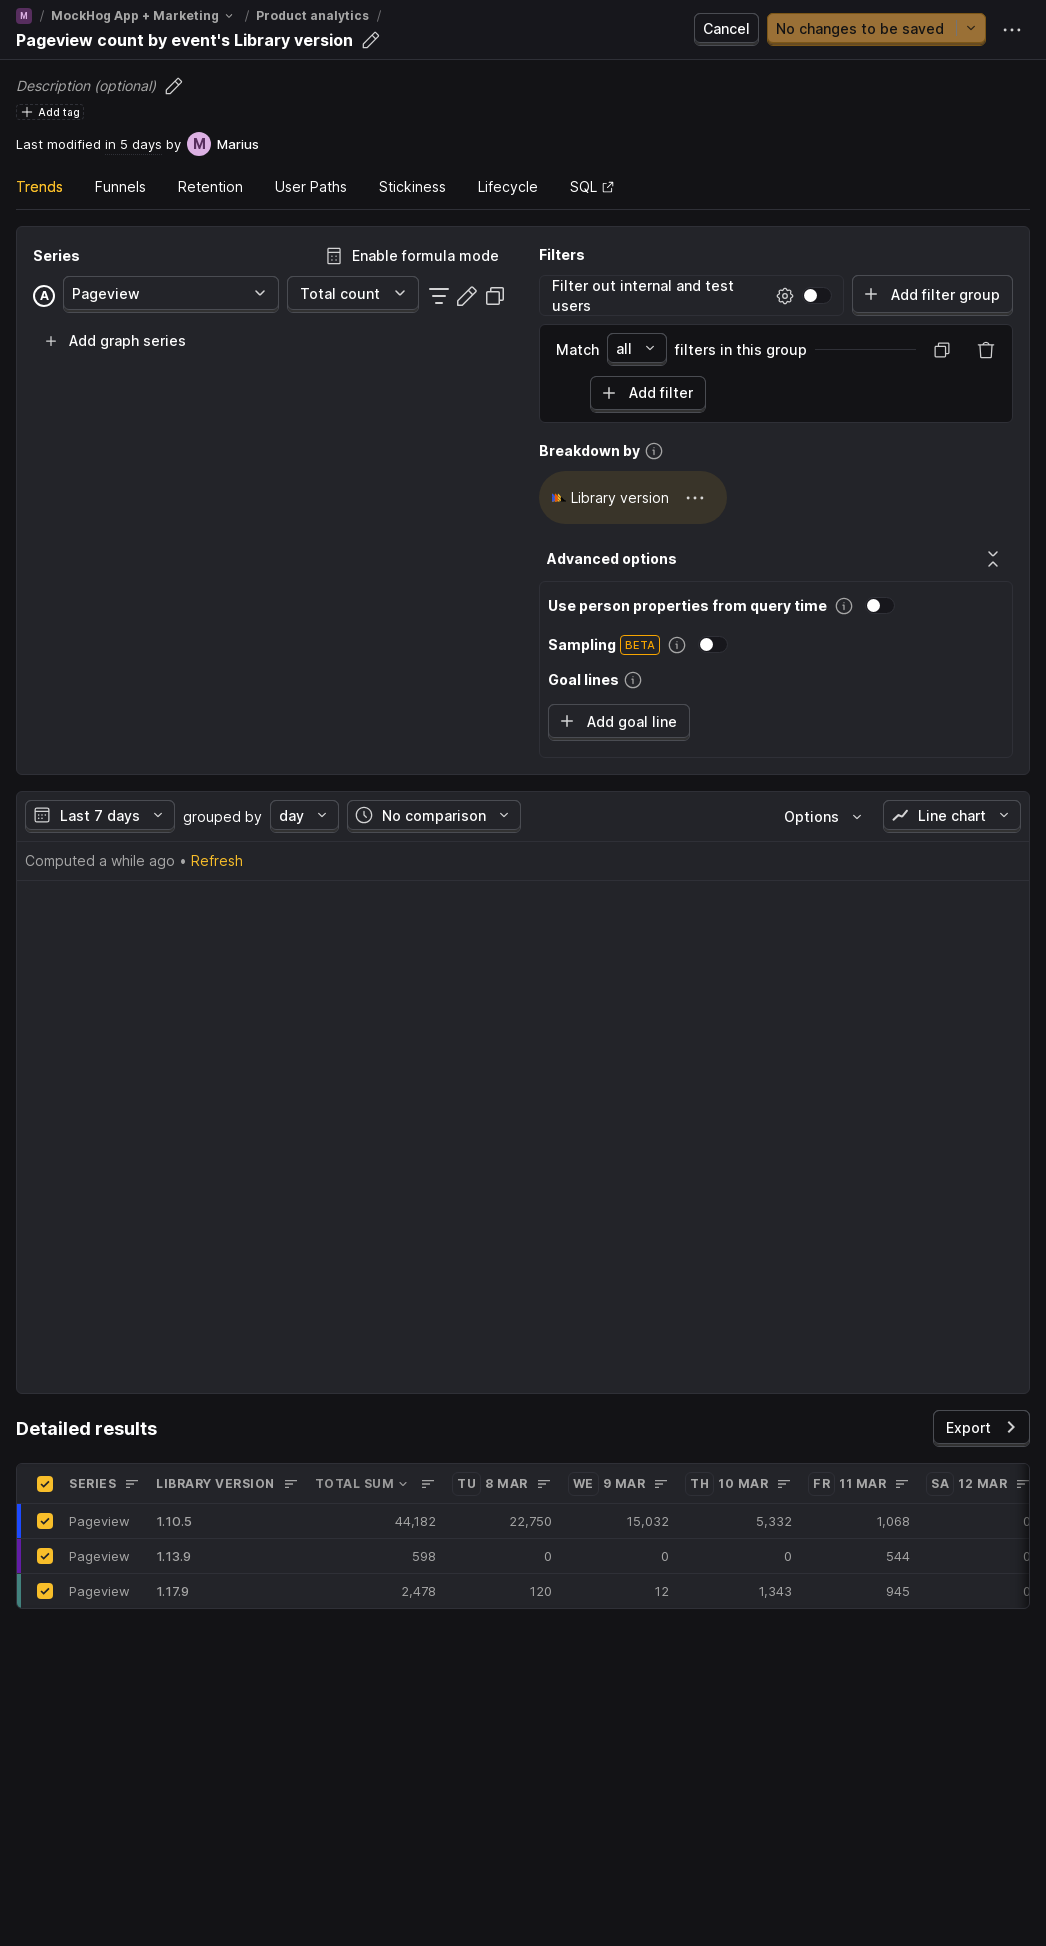 M / MockHog App + Marketing / Product analytics /
Pageview count by event's Library version
Cancel
No changes to be saved
Description (optional)
Add tag
Last modified in 5 days by M Marius
Trends Funnels Retention User Paths Stickiness Lifecycle SQL
Series
Enable formula mode
A Pageview Total count
Add graph series
Filters
Filter out internal and test
users
Add filter group
Match all filters in this group
Add filter
Breakdown by
Library version
Advanced options
Use person properties from query time
Sampling BETA
Goal lines
Add goal line
Last 7 days grouped by day No comparison Options Line chart
Computed a while ago • Refresh
Detailed results
Export
SERIES LIBRARY VERSION TOTAL SUM TU 8 MAR WE 9 MAR TH 10 MAR FR 11 MAR SA 12 MAR
Pageview 1.10.5 44,182 22,750 15,032 5,332 1,068 0
Pageview 1.13.9 598 0 0 0 544 0
Pageview 1.17.9 2,478 120 12 1,343 945 0